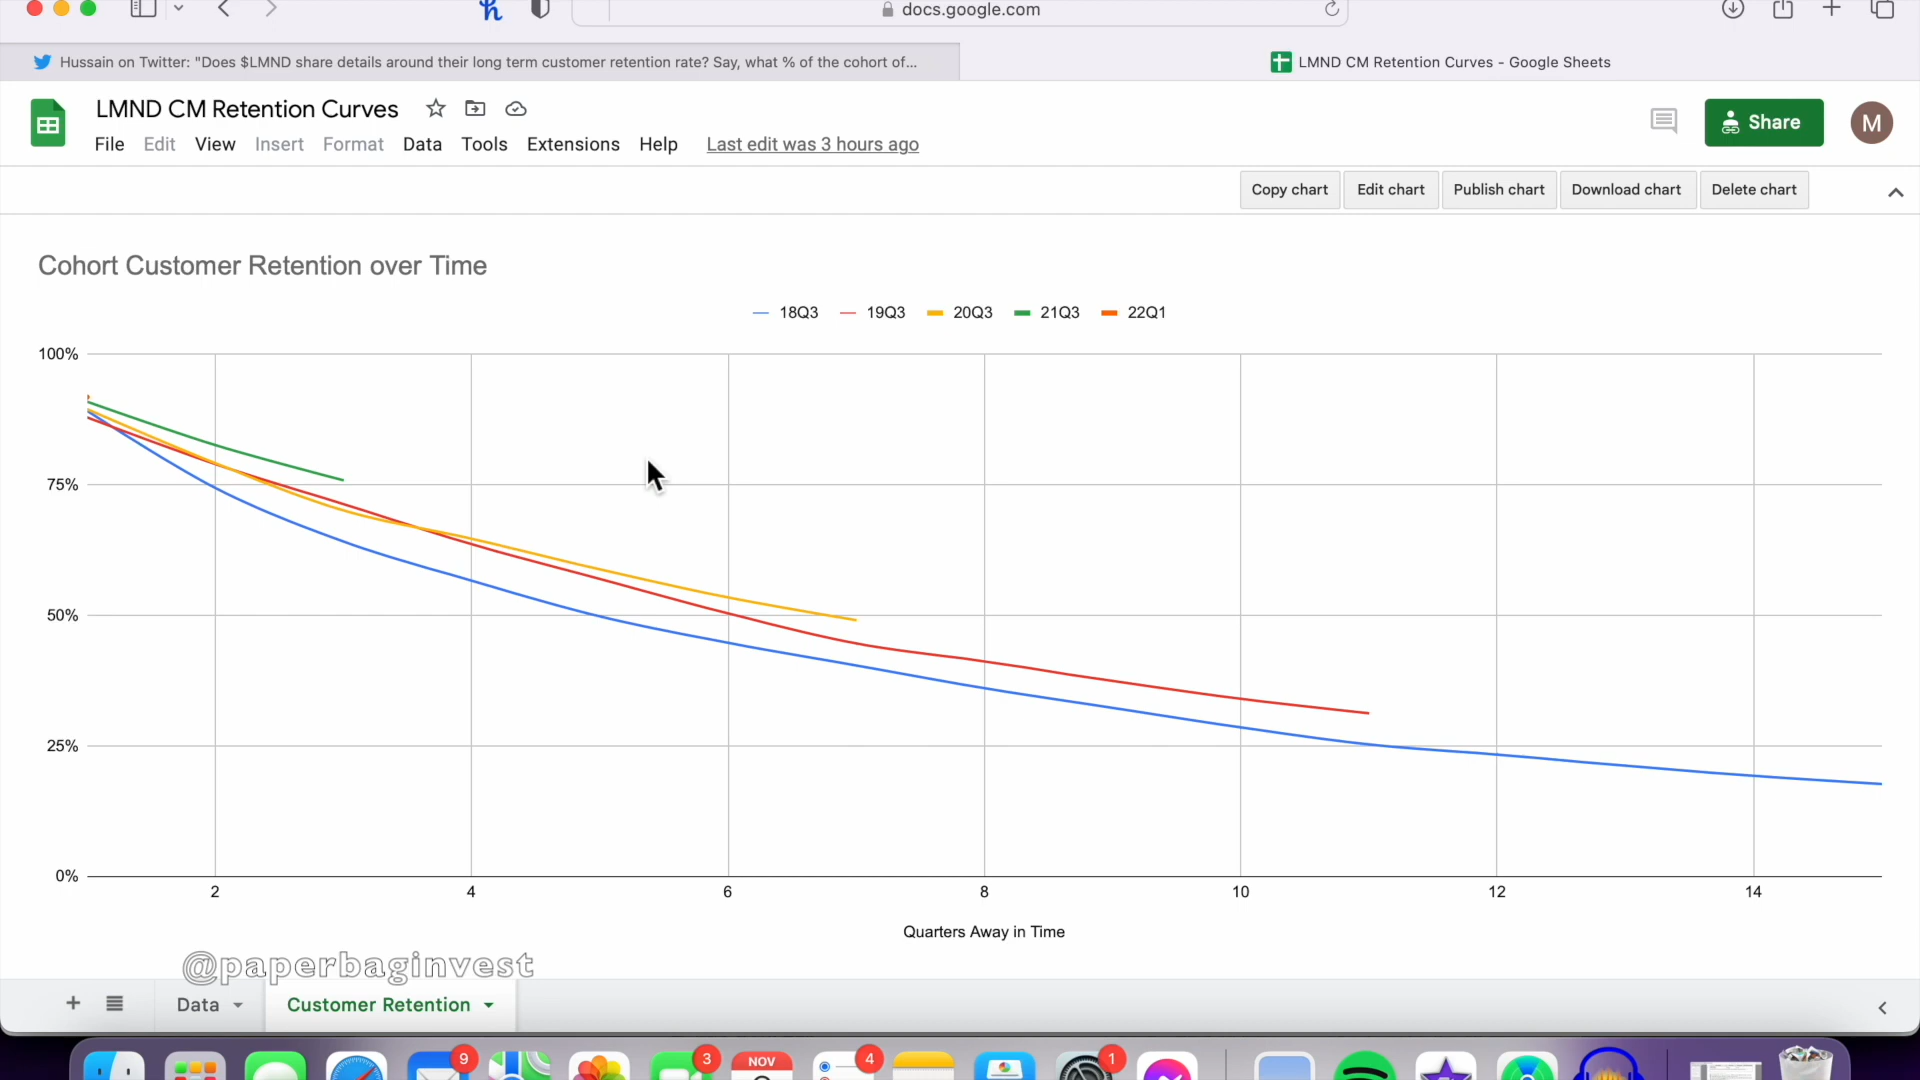 docs.google.com
Hussain on Twitter: "Does $LMND share details around their long term customer retention rate? Say, what % of the cohort of...
LMND CM Retention Curves - Google Sheets
LMND CM Retention Curves
File Edit View Insert Format Data Tools Extensions Help Last edit was 3 hours ago
Share
M
Copy chart Edit chart Publish chart Download chart Delete chart
Cohort Customer Retention over Time
18Q3 19Q3 20Q3 21Q3 22Q1
100%
75%
50%
25%
0%
2 4 6 8 10 12 14
Quarters Away in Time
@paperbaginvest
Data Customer Retention
9 3 NOV 4 1